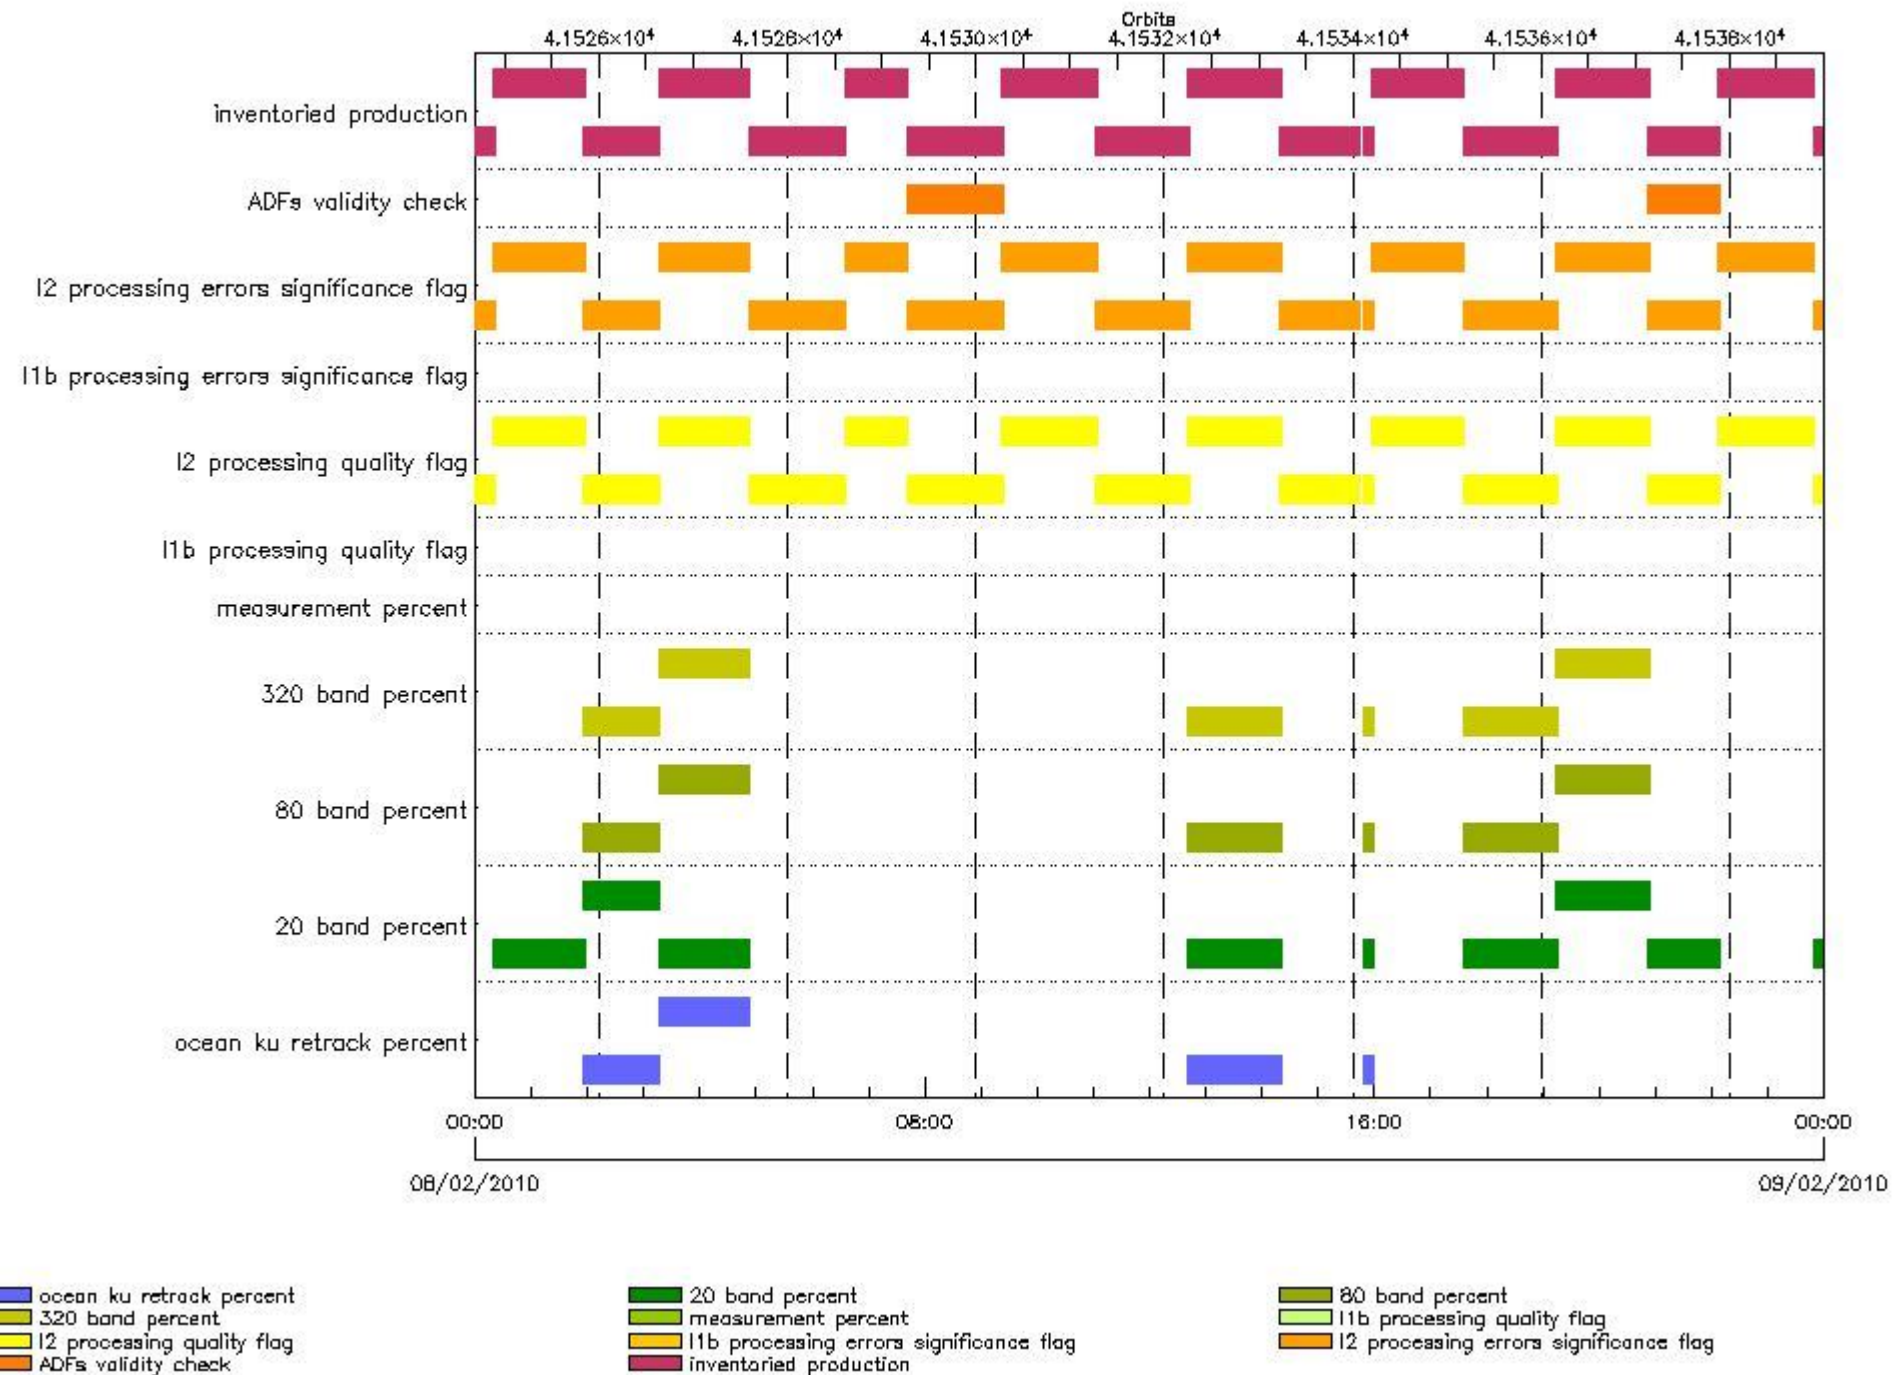 Orbits
4.1526×10⁴ 4.1528×10⁴ 4.1530×10⁴ 4.1532×10⁴ 4.1534×10⁴ 4.1536×10⁴ 4.1538×10⁴
inventoried production
ADFs validity check
l2 processing errors significance flag
l1b processing errors significance flag
l2 processing quality flag
l1b processing quality flag
measurement percent
320 band percent
80 band percent
20 band percent
ocean ku retrack percent
00:00 08:00 16:00 00:00
08/02/2010 09/02/2010
ocean ku retrack percent 20 band percent 80 band percent
320 band percent measurement percent l1b processing quality flag
l2 processing quality flag l1b processing errors significance flag l2 processing errors significance flag
ADFs validity check inventoried production